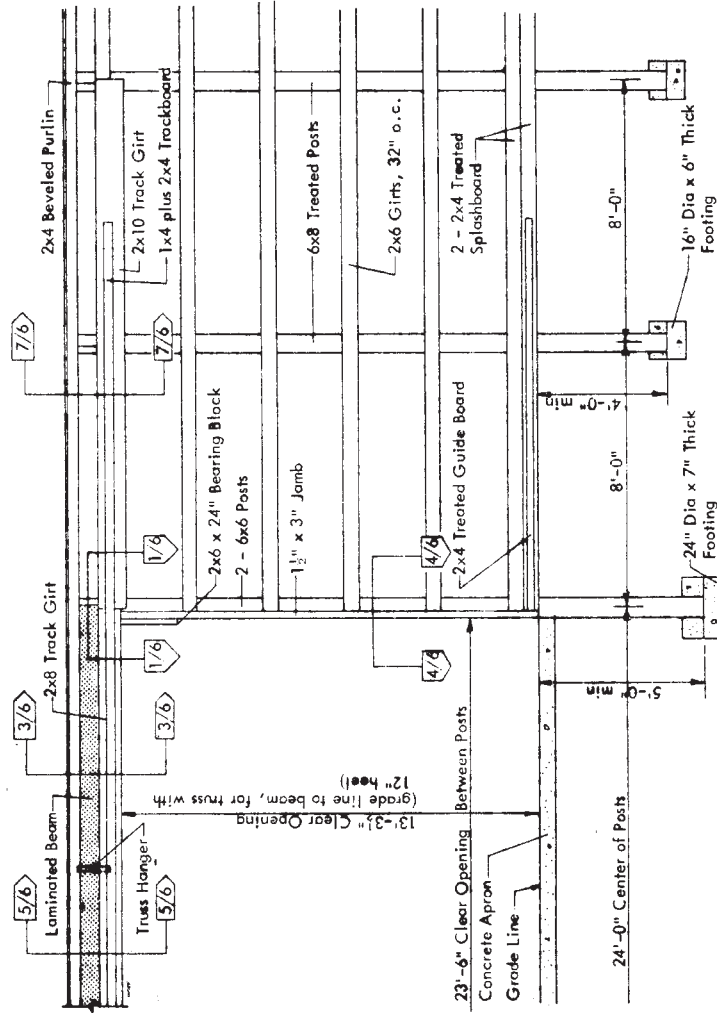 5/6
3/6
7/6
Laminated Beam
2x8 Track Girt
1/6
2x4 Beveled Purlin
2x10 Track Girt
1x4 plus 2x4 Trackboard
Truss Hanger
5/6
3/6
1/6
7/6
2x6 x 24" Bearing Block
2 - 6x6 Posts
1½" x 3" Jamb
6x8 Treated Posts
2x6 Girts, 32" o.c.
13'-3½" Clear Opening
(grade line to beam, for truss with
12" heel)
4/6
4/6
2x4 Treated Guide Board
2 - 2x4 Treated
Splashboard
23'-6" Clear Opening Between Posts
Concrete Apron
Grade Line
5'-0" min
4'-0" min
24'-0" Center of Posts
8'-0"
8'-0"
24" Dia x 7" Thick
Footing
16" Dia x 6" Thick
Footing